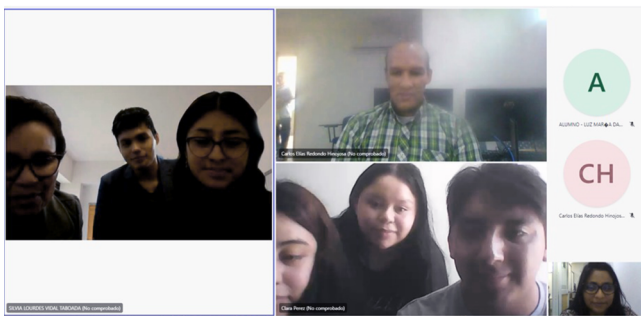 SILVIA LOURDES VIDAL TABOADA (No comprobado)
Carlos Elias Redondo Hinojosa (No comprobado)
Clara Perez (No comprobado)
A
ALUMNO - LUZ MAR�A DA...
CH
Carlos Elias Redondo Hinojos...